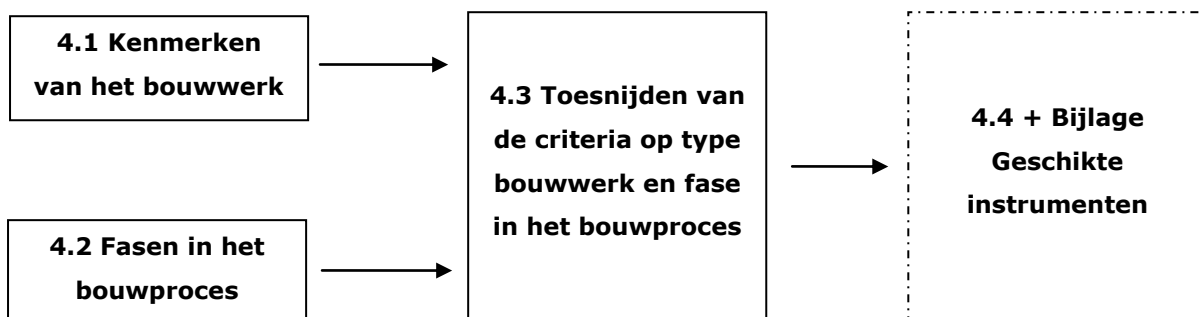 4.1 Kenmerken
van het bouwwerk
4.2 Fasen in het
bouwproces
4.3 Toesnijden van
de criteria op type
bouwwerk en fase
in het bouwproces
4.4 + Bijlage
Geschikte
instrumenten